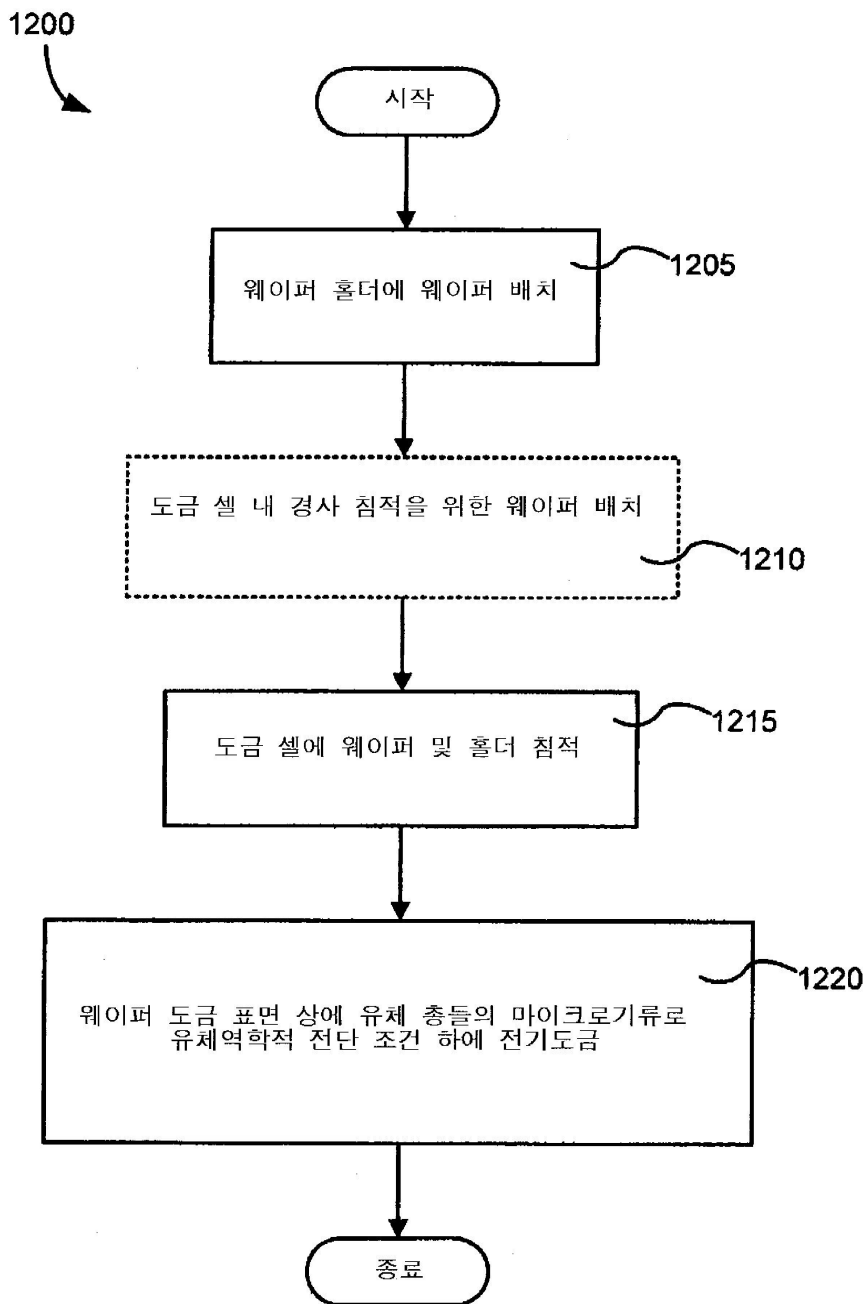 1200
시작
웨이퍼 홀더에 웨이퍼 배치
1205
도금 셀 내 경사 침적을 위한 웨이퍼 배치
1210
도금 셀에 웨이퍼 및 홀더 침적
1215
웨이퍼 도금 표면 상에 유체 총들의 마이크로기류로
유체역학적 전단 조건 하에 전기도금
1220
종료